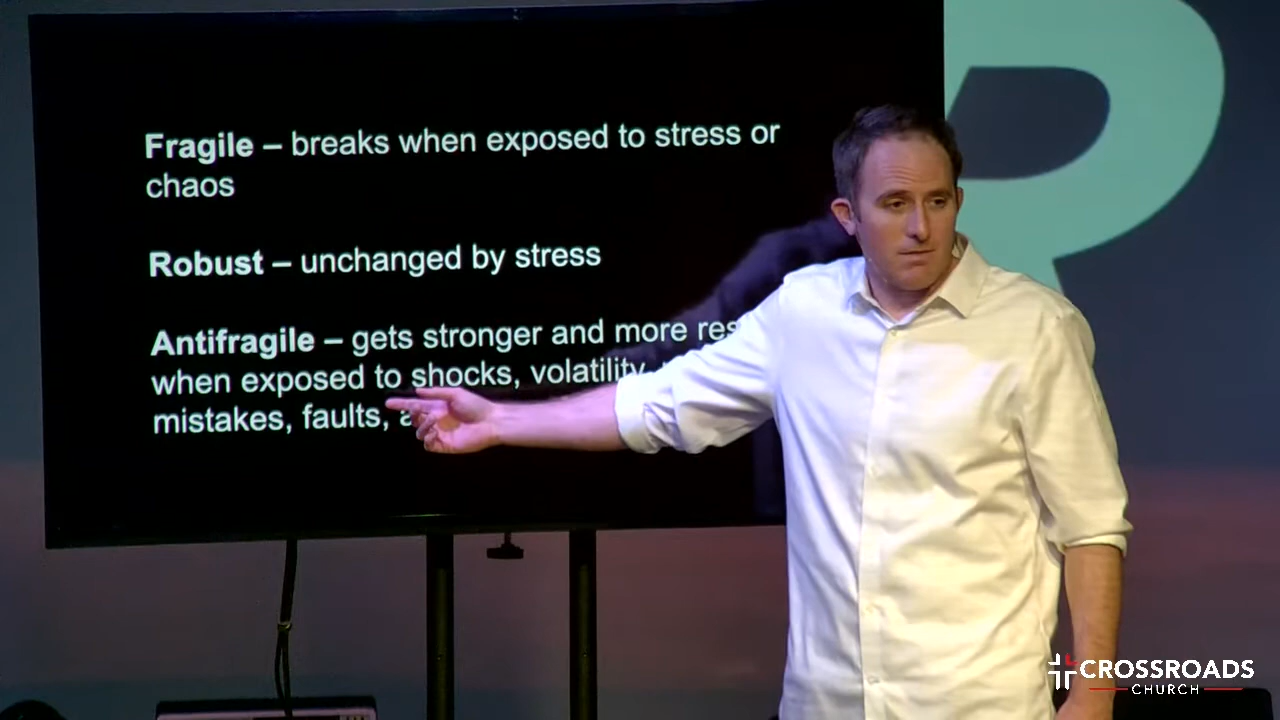 Fragile – breaks when exposed to stress or
chaos
Robust – unchanged by stress
Antifragile – gets stronger and more
when exposed to shocks, volatility,
mistakes, faults,
R
CROSSROADS
CHURCH